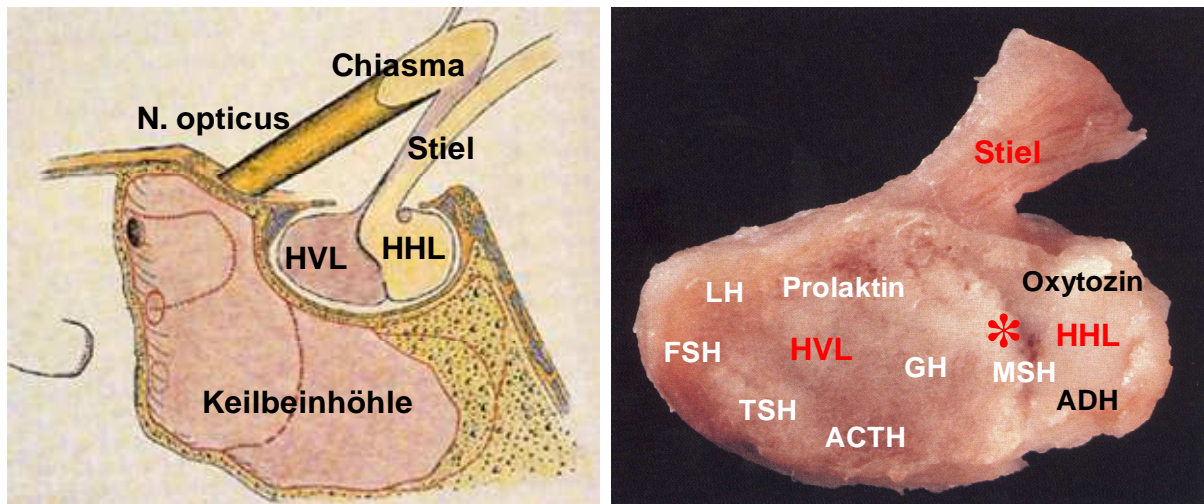 Chiasma
N. opticus
Stiel
HVL
HHL
Keilbeinhöhle
Stiel
Oxytozin
LH
Prolaktin
FSH
HVL
*
HHL
GH
MSH
TSH
ADH
ACTH